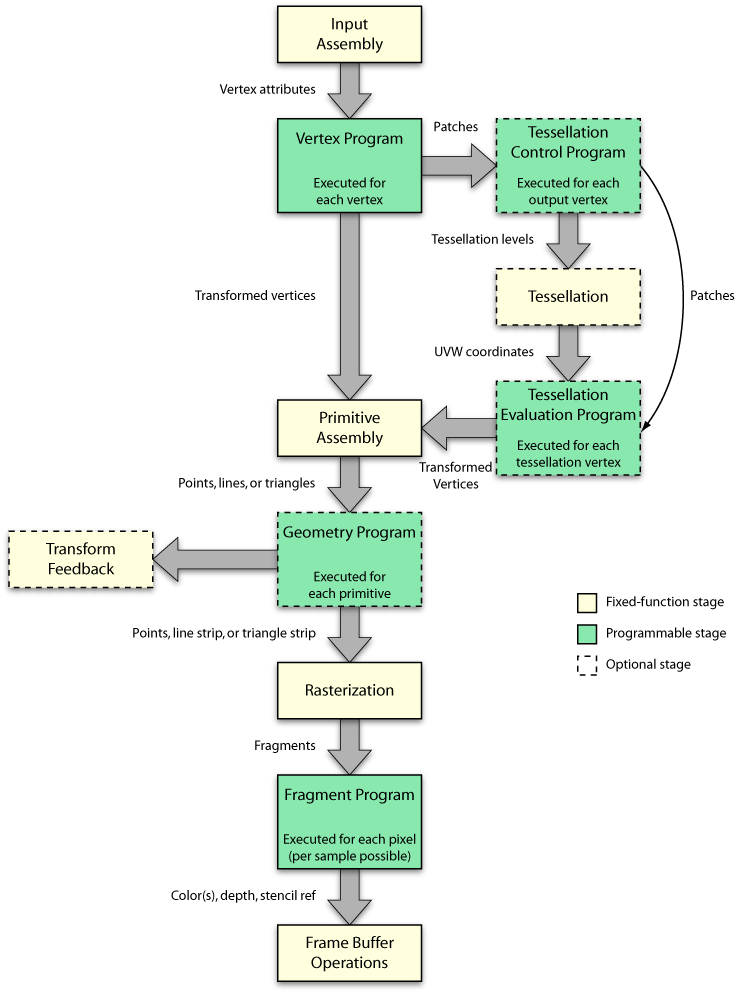 Input
Assembly
Vertex attributes
Vertex Program
Executed for
each vertex
Patches
Tessellation
Control Program
Executed for each
output vertex
Tessellation levels
Transformed vertices
Tessellation
Patches
UVW coordinates
Tessellation
Evaluation Program
Executed for each
tessellation vertex
Primitive
Assembly
Transformed
Vertices
Points, lines, or triangles
Geometry Program
Executed for
each primitive
Transform
Feedback
Fixed-function stage
Programmable stage
Optional stage
Points, line strip, or triangle strip
Rasterization
Fragments
Fragment Program
Executed for each pixel
(per sample possible)
Color(s), depth, stencil ref
Frame Buffer
Operations